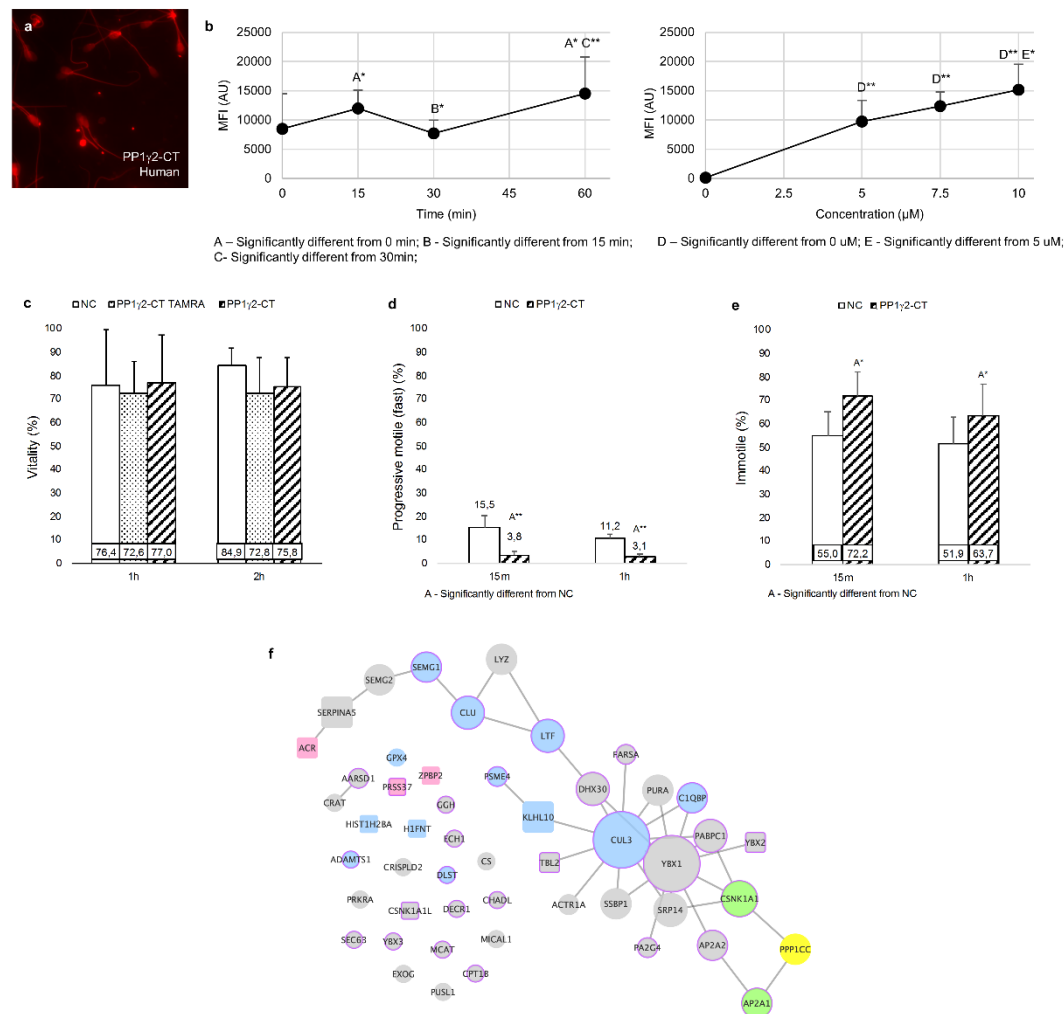 a
PP1γ2-CT
Human
b
25000
20000
15000
10000
5000
0
MFI (AU)
A*
B*
A* C**
0
15
30
45
60
Time (min)
A – Significantly different from 0 min; B - Significantly different from 15 min;
C- Significantly different from 30min;
25000
20000
15000
10000
5000
0
MFI (AU)
D**
D**
D** E*
0
2.5
5
7.5
10
Concentration (µM)
D – Significantly different from 0 uM; E - Significantly different from 5 uM;
c
NC PP1γ2-CT TAMRA PP1γ2-CT
100
90
80
70
60
50
40
30
20
10
0
Vitality (%)
76,4 72,6 77,0
84,9 72,8 75,8
1h
2h
d
NC PP1γ2-CT
100
90
80
70
60
50
40
30
20
10
0
Progressive motile (fast) (%)
15,5
A**
3,8
11,2
A**
3,1
15m
1h
A - Significantly different from NC
e
NC PP1γ2-CT
100
90
80
70
60
50
40
30
20
10
0
Immotile (%)
A*
A*
55,0 72,2
51,9 63,7
15m
1h
A - Significantly different from NC
f
SEMG1
LYZ
SEMG2
SERPINA5
CLU
LTF
ACR
GPX4
FARSA
AARSD1
ZPBP2
PRSS37
PSME4
DHX30
PURA
C1QBP
CRAT
GGH
HIST1H2BA
H1FNT
KLHL10
ECH1
CUL3
PABPC1
YBX2
ADAMTS1
CRISPLD2
CS
TBL2
YBX1
DLST
PRKRA
CSNK1A1L
DECR1
CHADL
ACTR1A
SSBP1
SRP14
CSNK1A1
SEC63
YBX3
MCAT
MICAL1
PA2G4
AP2A2
PPP1CC
EXOG
CPT1B
PUSL1
AP2A1